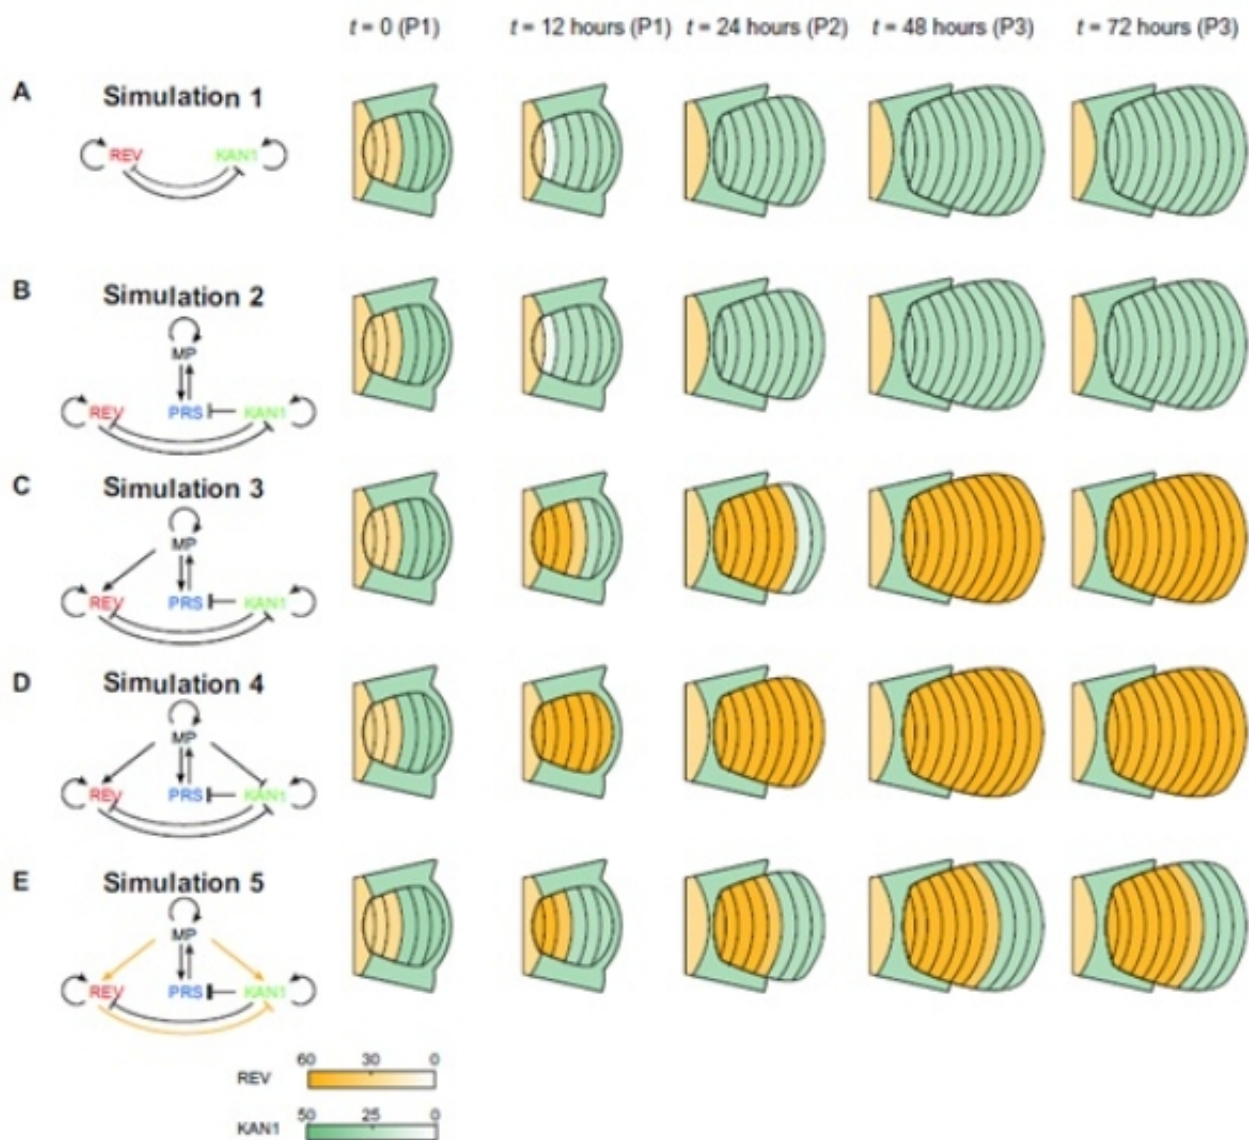 t = 0 (P1) t = 12 hours (P1) t = 24 hours (P2) t = 48 hours (P3) t = 72 hours (P3)
A Simulation 1
REV KAN1
B Simulation 2
MP
REV PRS KAN1
C Simulation 3
MP
REV PRS KAN1
D Simulation 4
MP
REV PRS KAN1
E Simulation 5
MP
REV PRS KAN1
60 30 0
REV
50 25 0
KAN1